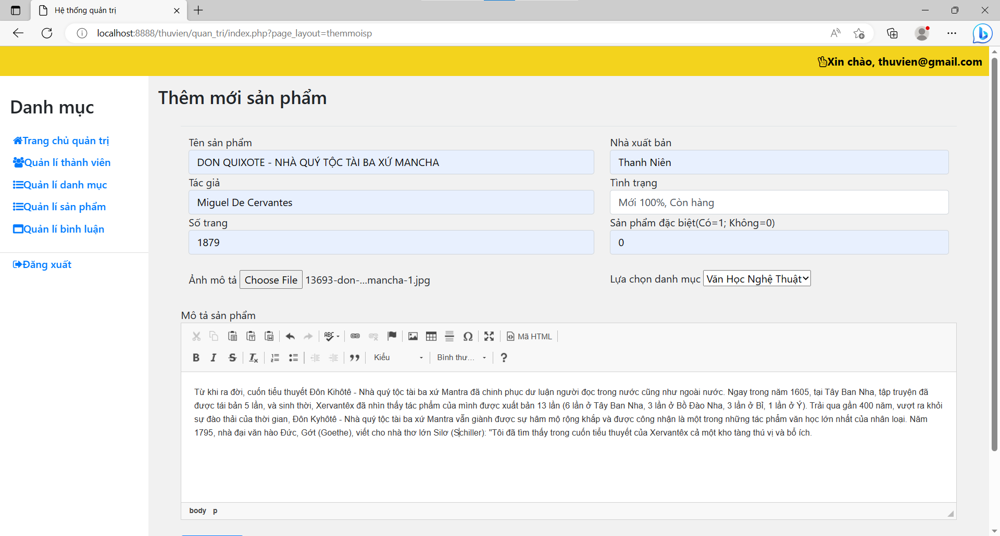 Hệ thống quản trị
localhost:8888/thuvien/quan_tri/index.php?page_layout=themmoisp
Xin chào, thuvien@gmail.com
Danh mục
Trang chủ quản trị
Quản lí thành viên
Quản lí danh mục
Quản lí sản phẩm
Quản lí bình luận
Đăng xuất
Thêm mới sản phẩm
Tên sản phẩm
DON QUIXOTE - NHÀ QUÝ TỘC TÀI BA XỨ MANCHA
Nhà xuất bản
Thanh Niên
Tác giả
Miguel De Cervantes
Tình trạng
Mới 100%, Còn hàng
Số trang
1879
Sản phẩm đặc biệt(Có=1; Không=0)
0
Ảnh mô tả Choose File 13693-don-...mancha-1.jpg
Lựa chọn danh mục Văn Học Nghệ Thuật
Mô tả sản phẩm
Mã HTML
Kiểu
Bình thư...
Từ khi ra đời, cuốn tiểu thuyết Đôn Kihôtê - Nhà quý tộc tài ba xứ Mantra đã chinh phục dư luận người đọc trong nước cũng như ngoài nước. Ngay trong năm 1605, tại Tây Ban Nha, tập truyện đã
được tái bản 5 lần, và sinh thời, Xervantêx đã nhìn thấy tác phẩm của mình được xuất bản 13 lần (6 lần ở Tây Ban Nha, 3 lần ở Bồ Đào Nha, 3 lần ở Bỉ, 1 lần ở Ý). Trải qua gần 400 năm, vượt ra khỏi
sự đào thải của thời gian, Đôn Kyhôtê - Nhà quý tộc tài ba xứ Mantra vẫn giành được sự hâm mộ rộng khắp và được công nhận là một trong những tác phẩm văn học lớn nhất của nhân loại. Năm
1795, nhà đại văn hào Đức, Gớt (Goethe), viết cho nhà thơ lớn Silơ (Schiller): "Tôi đã tìm thấy trong cuốn tiểu thuyết của Xervantêx cả một kho tàng thú vị và bổ ích.
body p